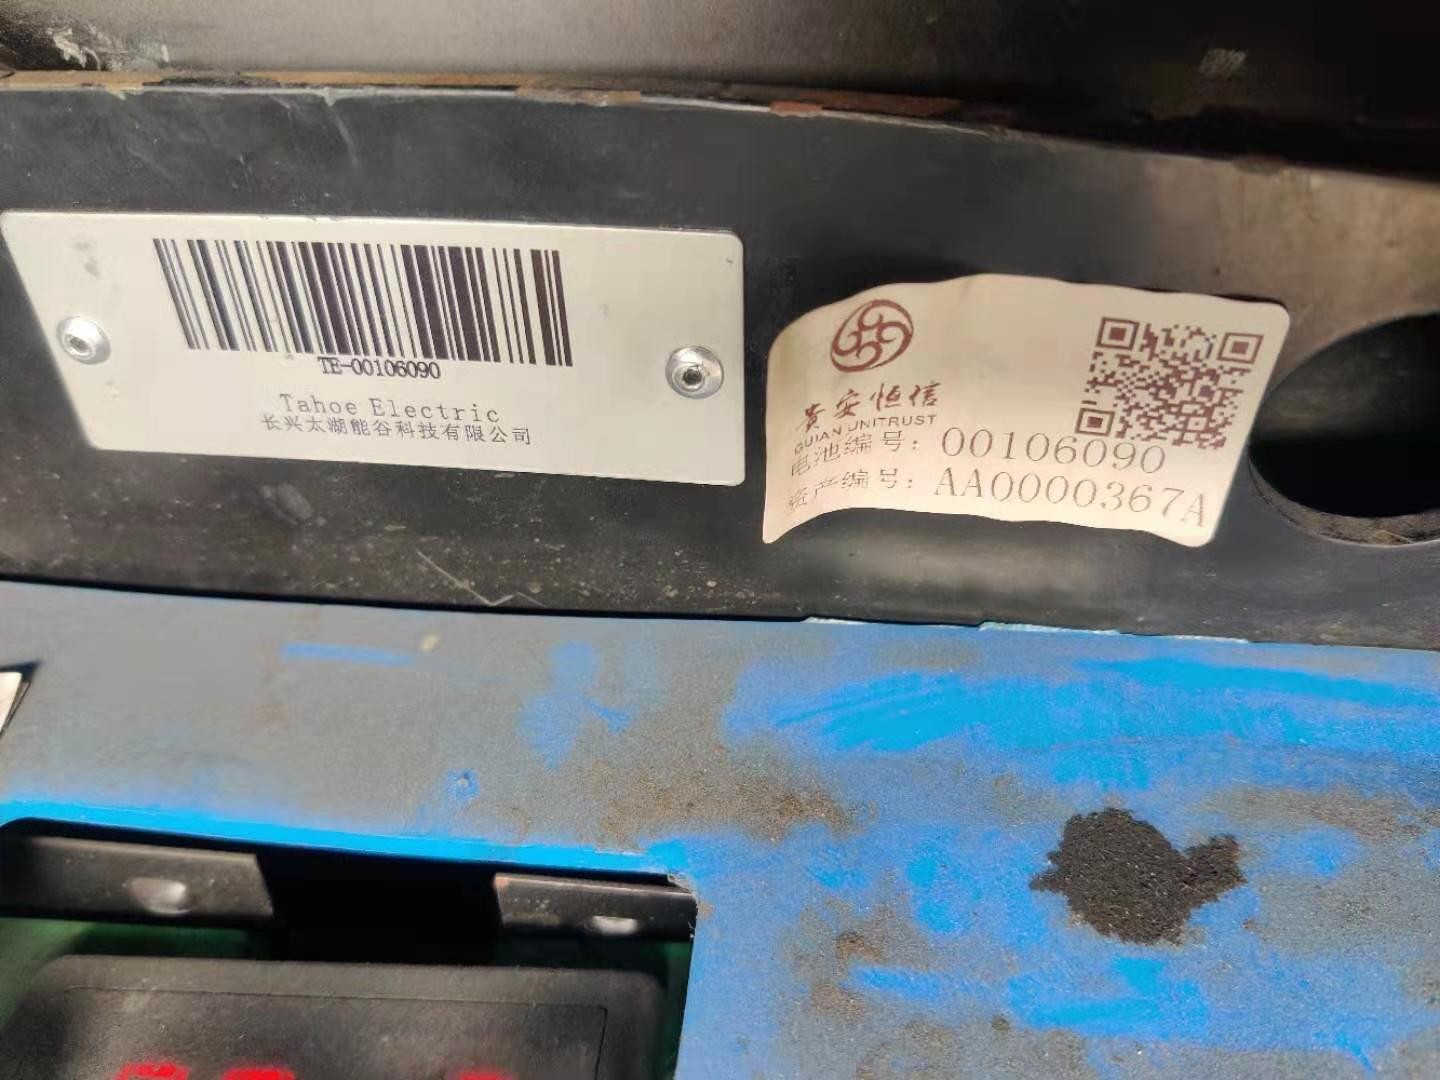 TE-00106090
Tahoe Electric
长兴太湖能谷科技有限公司
贵安恒信
GUIAN UNITRUST
电池编号：00106090
资产编号：AA0000367A